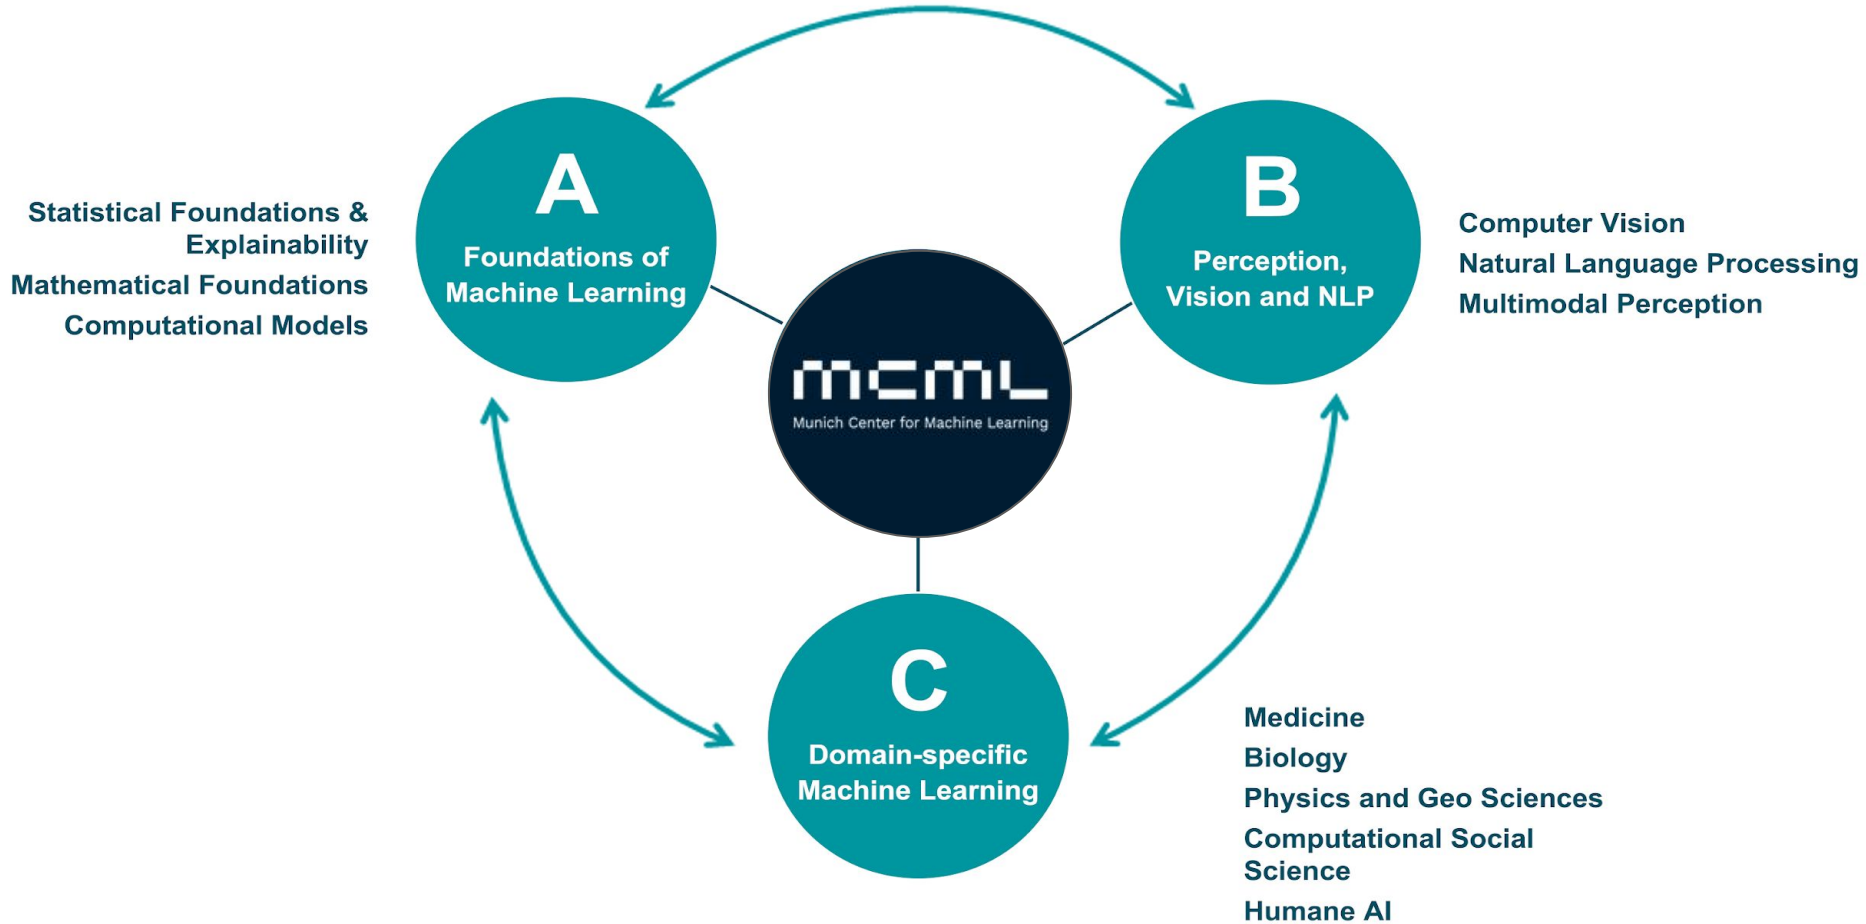 A
Foundations of
Machine Learning
Statistical Foundations &
Explainability
Mathematical Foundations
Computational Models
B
Perception,
Vision and NLP
Computer Vision
Natural Language Processing
Multimodal Perception
mcml
Munich Center for Machine Learning
C
Domain-specific
Machine Learning
Medicine
Biology
Physics and Geo Sciences
Computational Social
Science
Humane AI